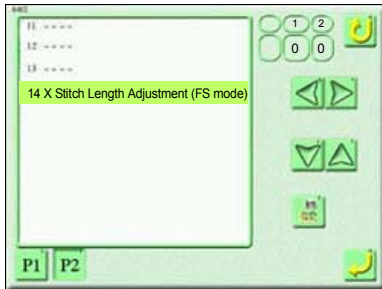 11 ----
12 ----
13 ----
14 X Stitch Length Adjustment (FS mode)
1 2
0 0
P1 P2